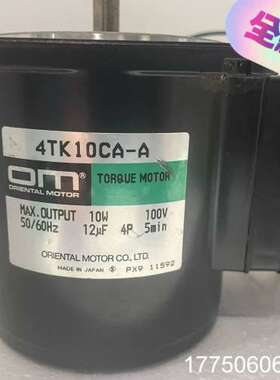 全
4TK10CA-A
OM
ORIENTAL MOTOR
TORQUE MOTOR
MAX.OUTPUT 10W 100V
50/60Hz 12μF 4P 5min
ORIENTAL MOTOR CO., LTD.
MADE IN JAPAN S PX9 11592
17750606